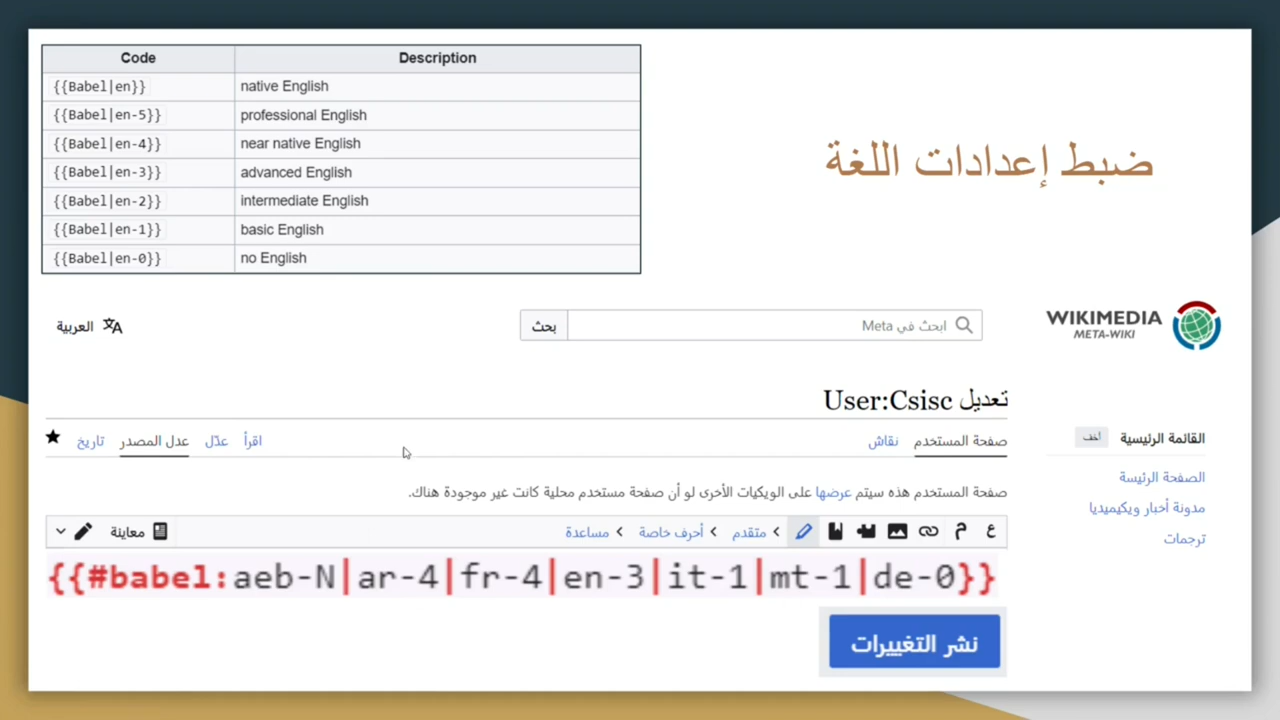 Code Description
{{Babel|en}} native English
{{Babel|en-5}} professional English
{{Babel|en-4}} near native English
{{Babel|en-3}} advanced English
{{Babel|en-2}} intermediate English
{{Babel|en-1}} basic English
{{Babel|en-0}} no English
ضبط إعدادات اللغة
WIKIMEDIA
META-WIKI
ابحث في Meta
بحث
العربية
تعديل User:Csisc
القائمة الرئيسية أخف
الصفحة الرئيسة
مدونة أخبار ويكيميديا
ترجمات
صفحة المستخدم نقاش اقرأ عدّل عدل المصدر تاريخ
صفحة المستخدم هذه سيتم عرضها على الويكيات الأخرى لو أن صفحة مستخدم محلية كانت غير موجودة هناك.
ع م متقدم أحرف خاصة مساعدة معاينة
{{#babel:aeb-N|ar-4|fr-4|en-3|it-1|mt-1|de-0}}
نشر التغييرات